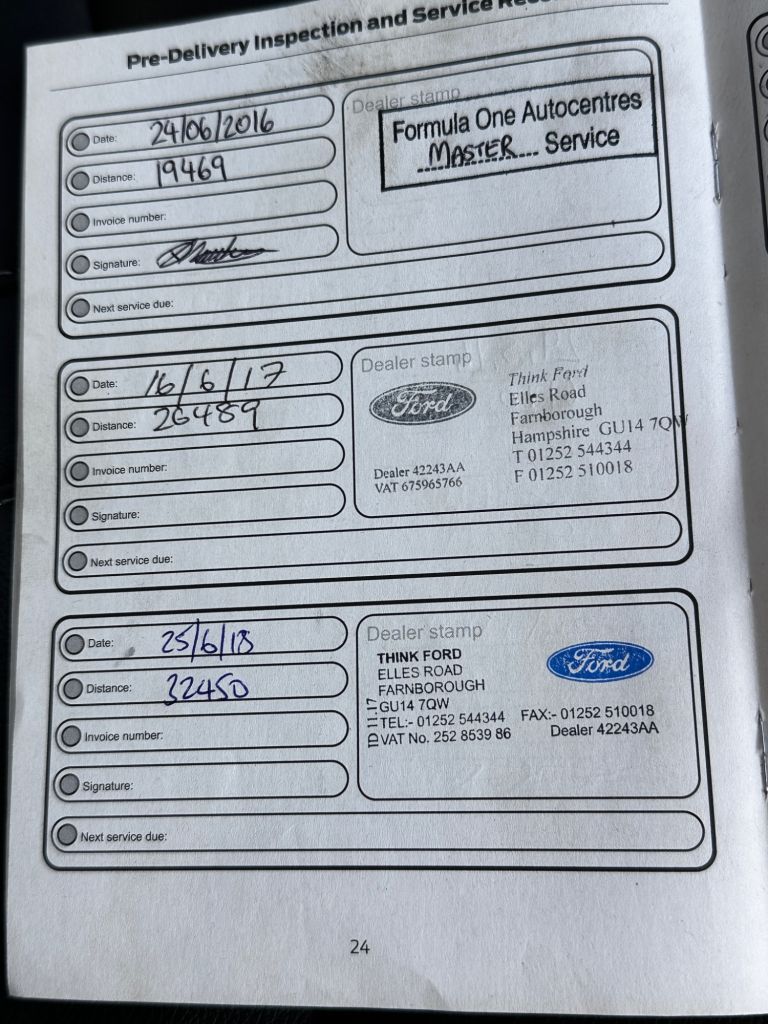 Pre-Delivery Inspection and Service
Date: 24/06/2016
Distance: 19469
Invoice number:
Signature:
Next service due:
Dealer stamp
Formula One Autocentres
MASTER Service
Date: 16/6/17
Distance: 26489
Invoice number:
Signature:
Next service due:
Dealer stamp
Ford
Dealer 42243AA
VAT 675965766
Think Ford
Elles Road
Farnborough
Hampshire GU14 7QW
T 01252 544344
F 01252 510018
Date: 25/6/18
Distance: 32450
Invoice number:
Signature:
Next service due:
Dealer stamp
THINK FORD
ELLES ROAD
FARNBOROUGH
GU14 7QW
TEL:- 01252 544344 FAX:- 01252 510018
VAT No. 252 8539 86 Dealer 42243AA
ID 11.17
Ford
24